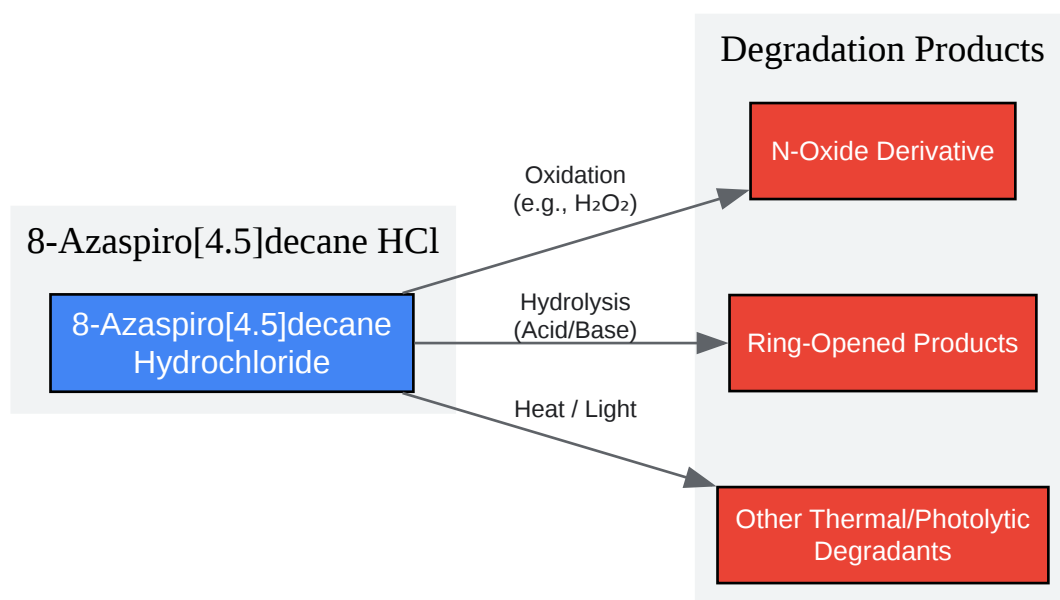 Degradation Products
N-Oxide Derivative
Oxidation
(e.g., H₂O₂)
8-Azaspiro[4.5]decane HCl
8-Azaspiro[4.5]decane
Hydrochloride
Hydrolysis
(Acid/Base)
Ring-Opened Products
Heat / Light
Other Thermal/Photolytic
Degradants